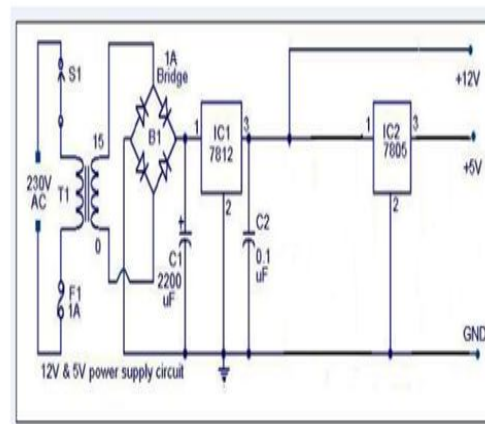 S1
1A
Bridge
+12V
15
B1
1
IC1
7812
3
2
1
IC2
7805
3
2
+5V
230V
AC
T1
0
+
C1
2200
uF
C2
0.1
uF
F1
1A
GND
12V & 5V power supply circuit